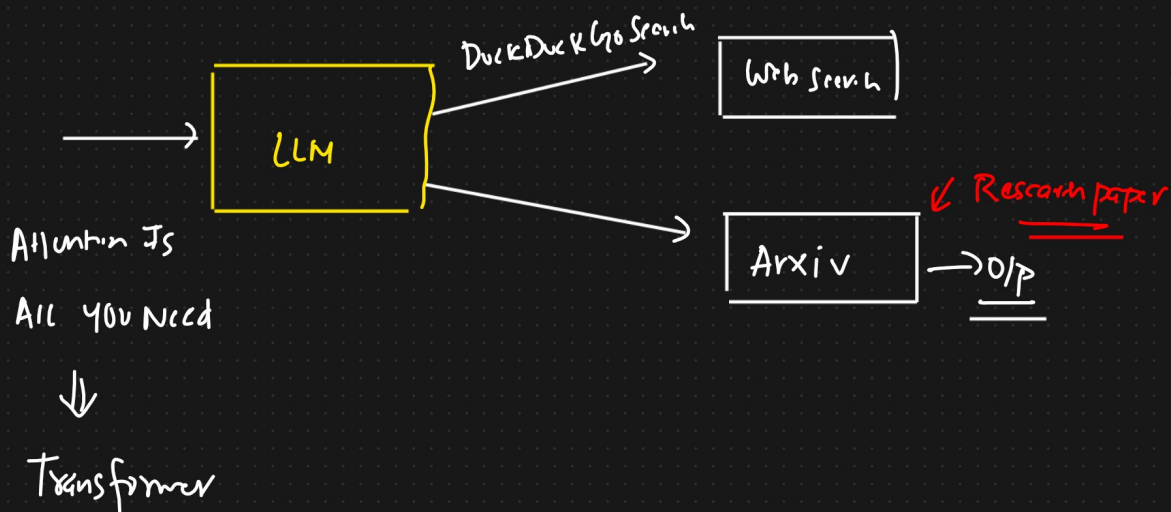 DuckDuckGo Search
Web Search
LLM
Research paper
Arxiv
O/P
Attention Is
All You Need
Transformer